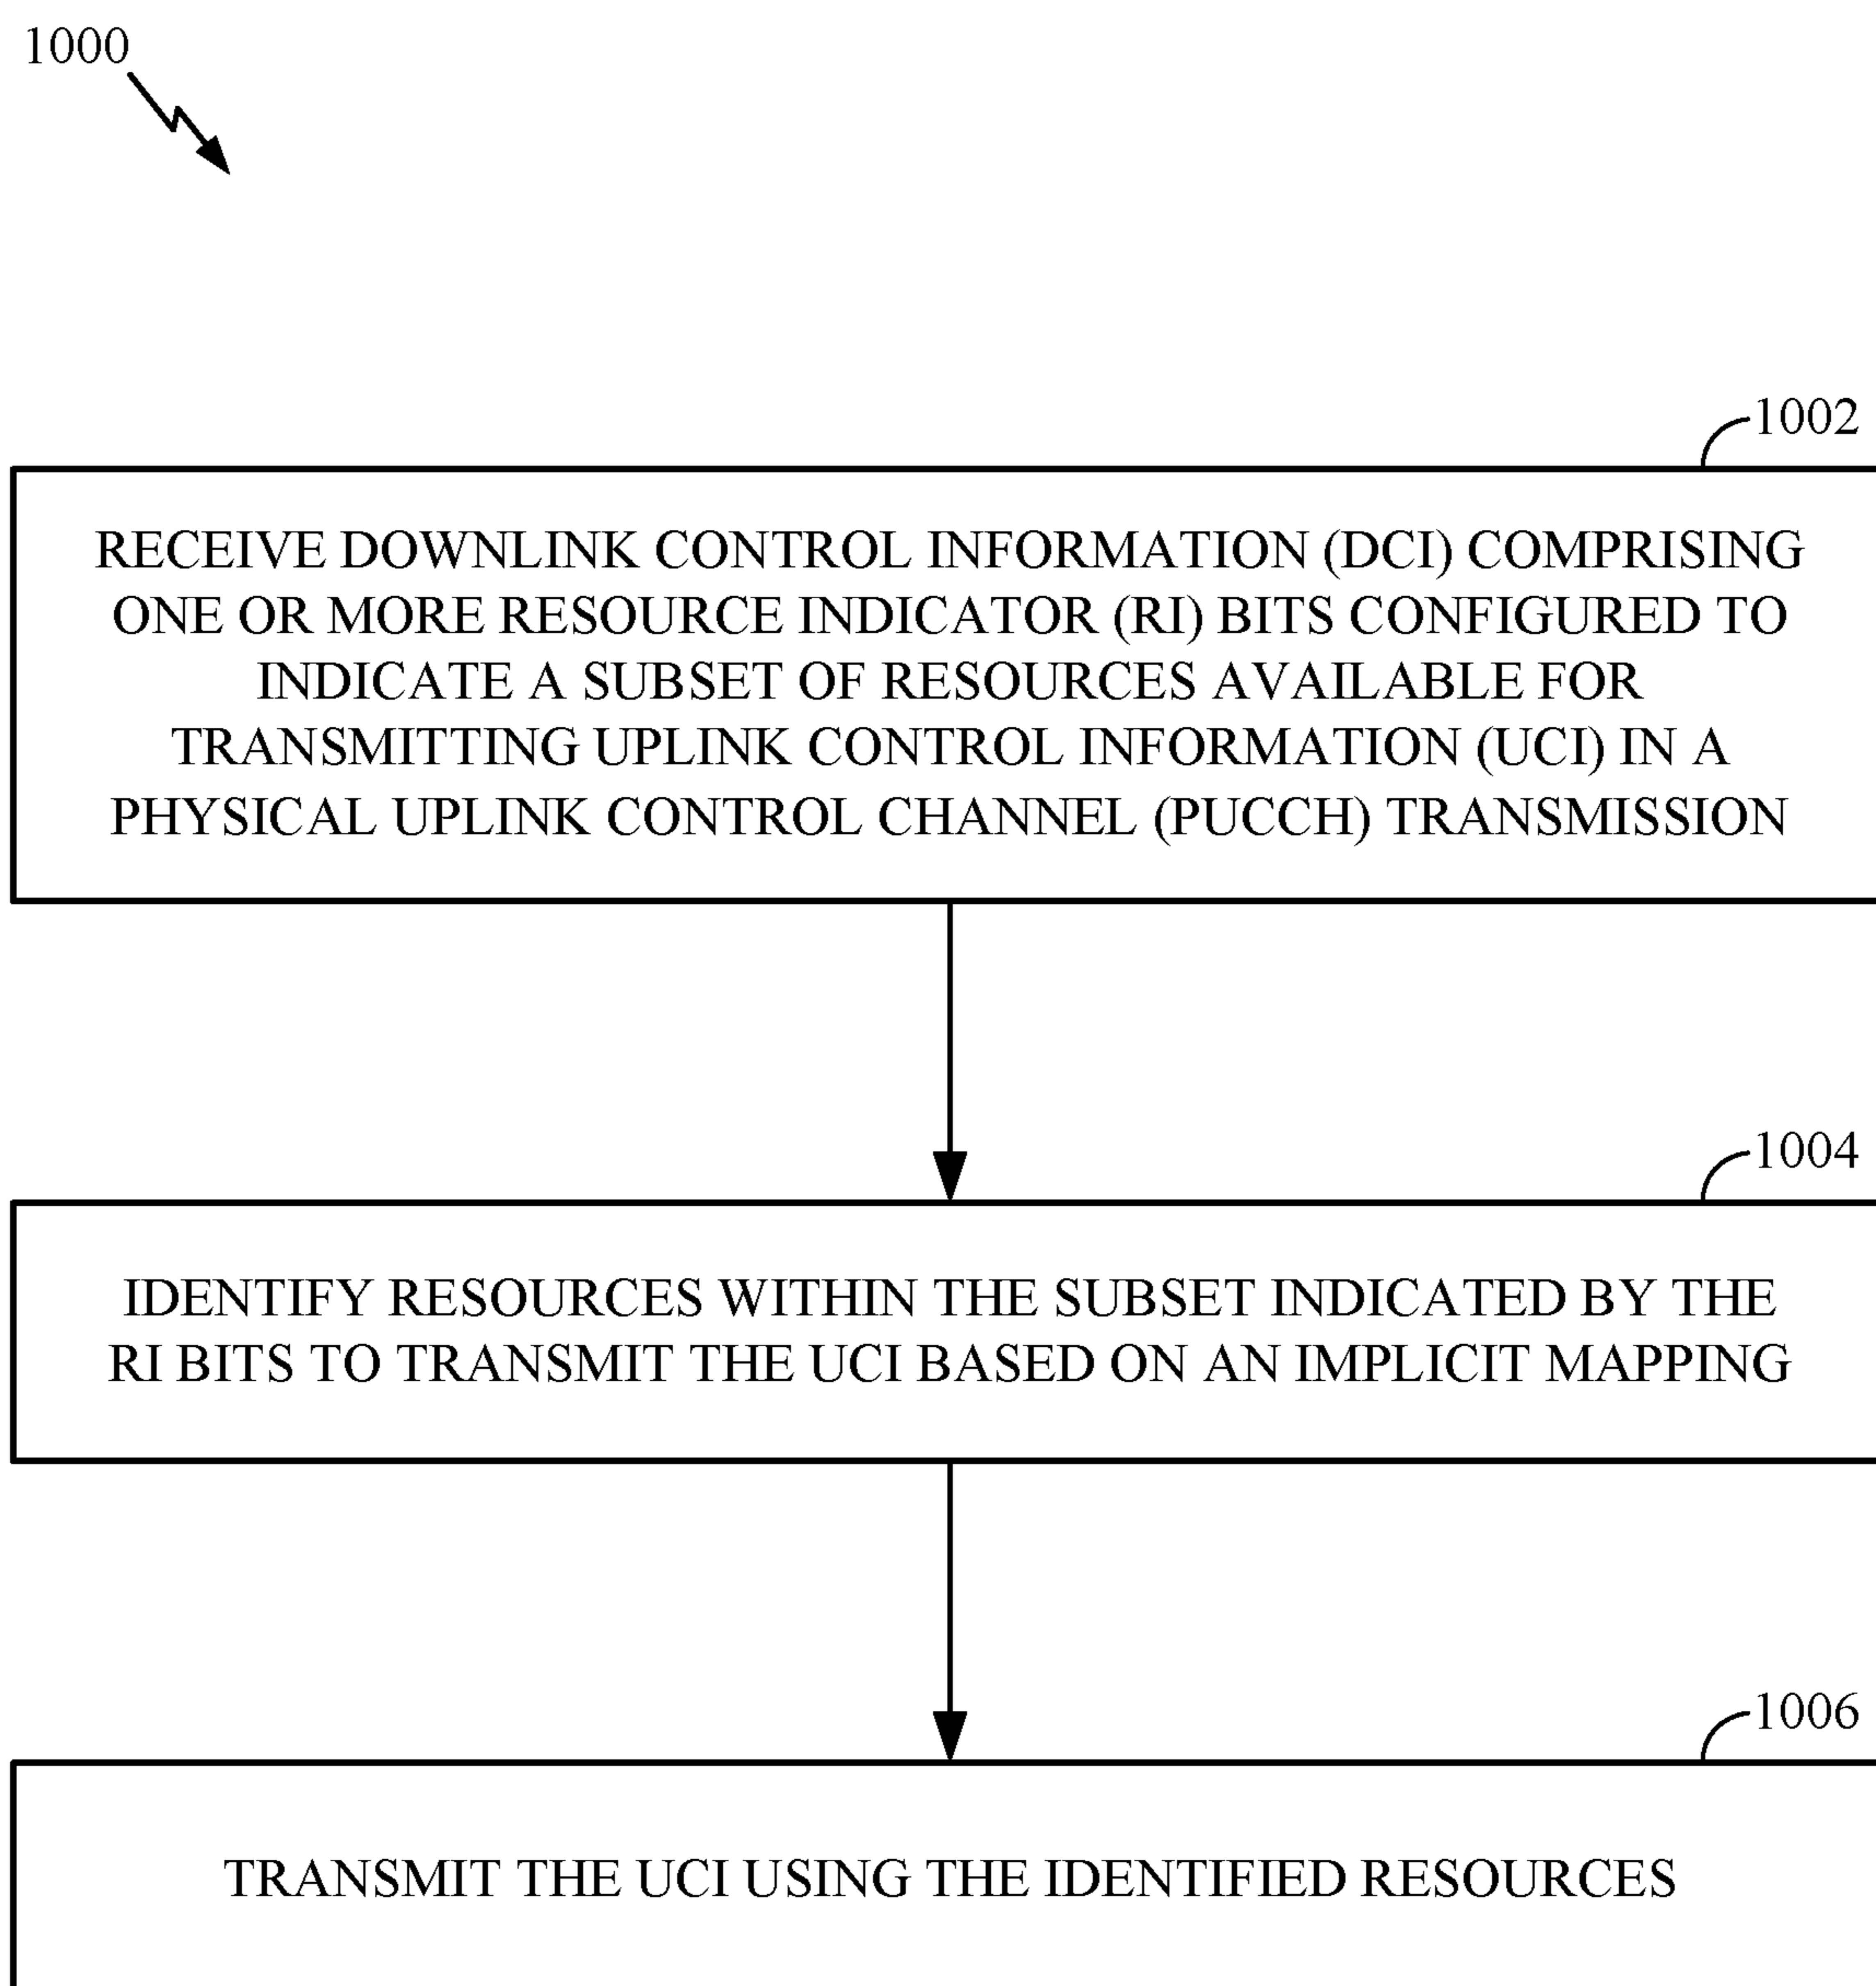 1000
1002
RECEIVE DOWNLINK CONTROL INFORMATION (DCI) COMPRISING
ONE OR MORE RESOURCE INDICATOR (RI) BITS CONFIGURED TO
INDICATE A SUBSET OF RESOURCES AVAILABLE FOR
TRANSMITTING UPLINK CONTROL INFORMATION (UCI) IN A
PHYSICAL UPLINK CONTROL CHANNEL (PUCCH) TRANSMISSION
1004
IDENTIFY RESOURCES WITHIN THE SUBSET INDICATED BY THE
RI BITS TO TRANSMIT THE UCI BASED ON AN IMPLICIT MAPPING
1006
TRANSMIT THE UCI USING THE IDENTIFIED RESOURCES